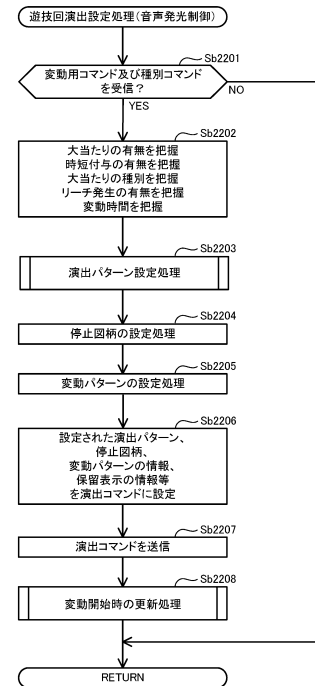 遊技回演出設定処理(音声発光制御)
Sb2201
変動用コマンド及び種別コマンド
を受信?
NO
YES
Sb2202
大当たりの有無を把握
時短付与の有無を把握
大当たりの種別を把握
リーチ発生の有無を把握
変動時間を把握
Sb2203
演出パターン設定処理
Sb2204
停止図柄の設定処理
Sb2205
変動パターンの設定処理
Sb2206
設定された演出パターン、
停止図柄、
変動パターンの情報、
保留表示の情報等
を演出コマンドに設定
Sb2207
演出コマンドを送信
Sb2208
変動開始時の更新処理
RETURN